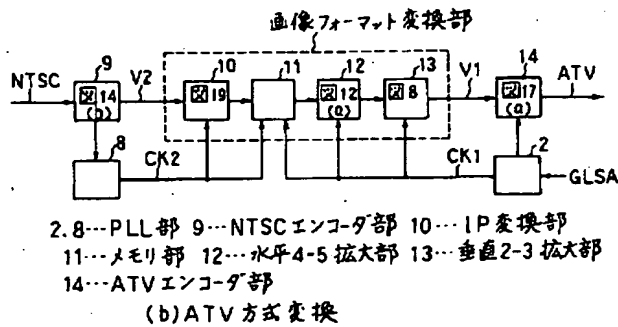 画像フォーマット変換部
9 10 11 12 13 14
NTSC 図14 (b) V2 図19 図12 (a) 図8 V1 図17 (a) ATV
8 CK2 CK1 2 GLSA
2.8…PLL部 9…NTSCエンコーダ部 10…IP変換部
11…メモリ部 12…水平4-5拡大部 13…垂直2-3拡大部
14…ATVエンコーダ部
(b)ATV方式変換